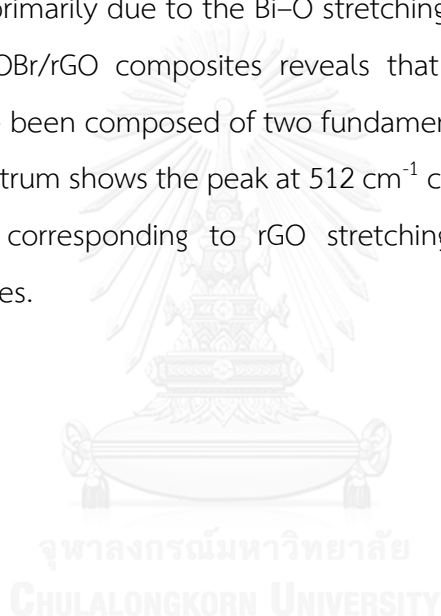 primarily due to the Bi–O stretching
OBr/rGO composites reveals that
been composed of two fundamen
trum shows the peak at 512 cm⁻¹ c
corresponding to rGO stretching
es.
จุฬาลงกรณ์มหาวิทยาลัย
CHULALONGKORN UNIVERSITY